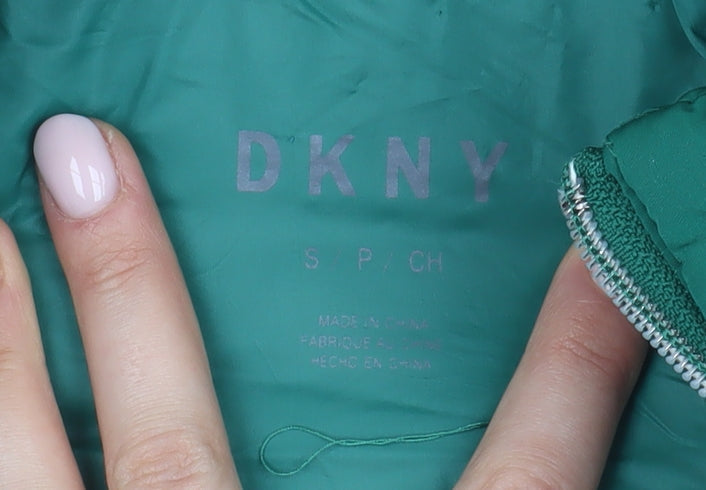 DKNY
S / P / CH
MADE IN CHINA
FABRIQUE AU CHINE
HECHO EN CHINA